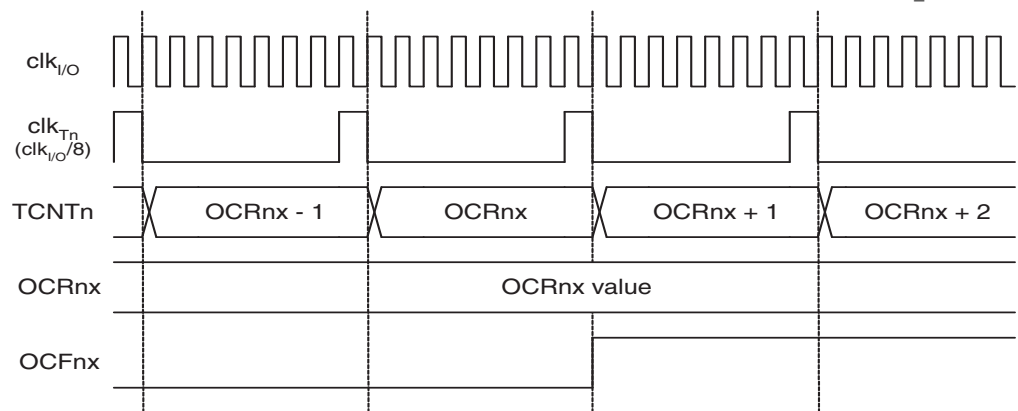 clkI/O
clkTn
(clkI/O/8)
TCNTn OCRnx - 1 OCRnx OCRnx + 1 OCRnx + 2
OCRnx OCRnx value
OCFnx